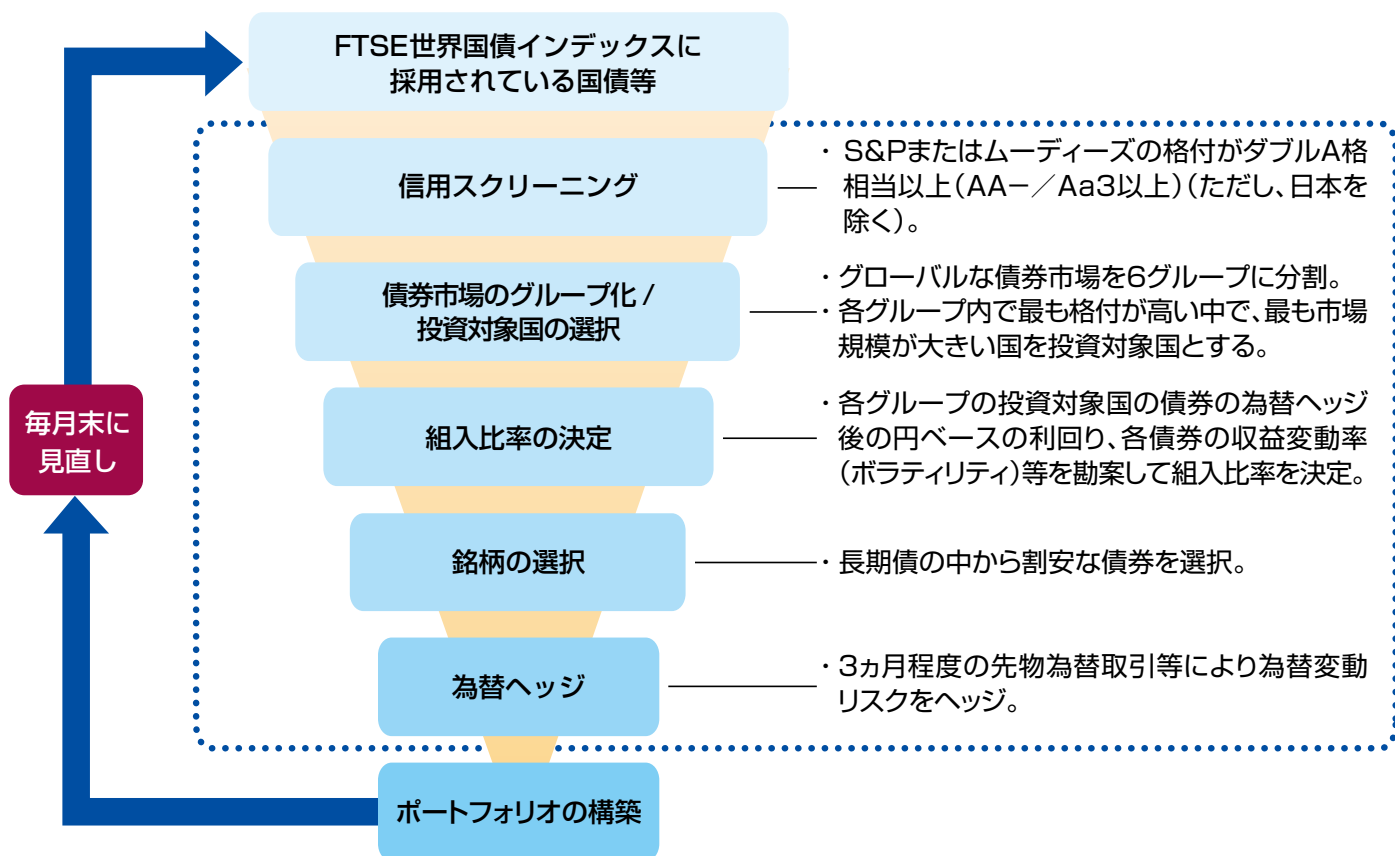 FTSE世界国債インデックスに
採用されている国債等
信用スクリーニング
・ S&Pまたはムーディーズの格付がダブルA格
相当以上(AA−／Aa3以上)(ただし、日本を
除く)。
債券市場のグループ化 /
投資対象国の選択
・グローバルな債券市場を6グループに分割。
・各グループ内で最も格付が高い中で、最も市場
規模が大きい国を投資対象国とする。
毎月末に
見直し
組入比率の決定
・各グループの投資対象国の債券の為替ヘッジ
後の円ベースの利回り、各債券の収益変動率
(ボラティリティ)等を勘案して組入比率を決定。
銘柄の選択
・長期債の中から割安な債券を選択。
為替ヘッジ
・3ヵ月程度の先物為替取引等により為替変動
リスクをヘッジ。
ポートフォリオの構築